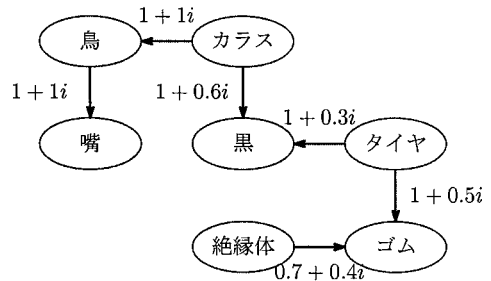 1 + 1i
鳥
カラス
1 + 1i
1 + 0.6i
1 + 0.3i
嘴
黒
タイヤ
1 + 0.5i
絶縁体
ゴム
0.7 + 0.4i